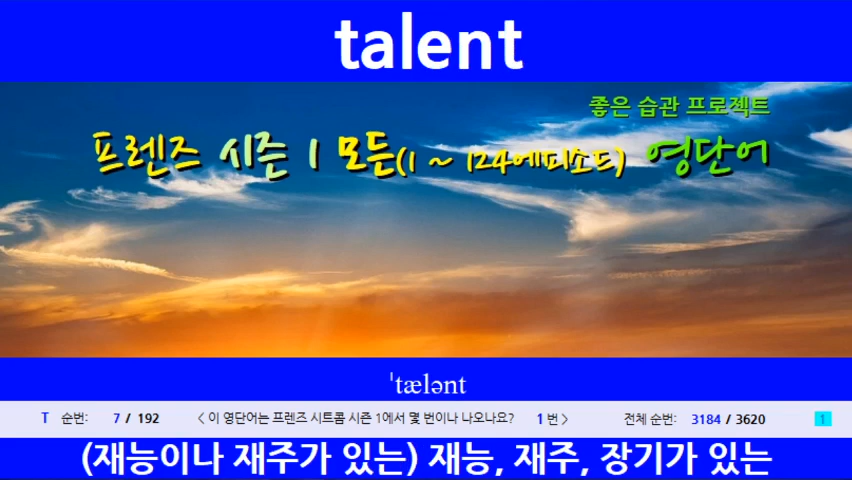 talent
좋은 습관 프로젝트
프렌즈 시즌 1 모든(1 ~ 124에피소드) 영단어
ˈtælənt
T 순번: 7 / 192 < 이 영단어는 프렌즈 시트콤 시즌 1에서 몇 번이나 나오나요? 1 번 > 전체 순번: 3184 / 3620 1
(재능이나 재주가 있는) 재능, 재주, 장기가 있는